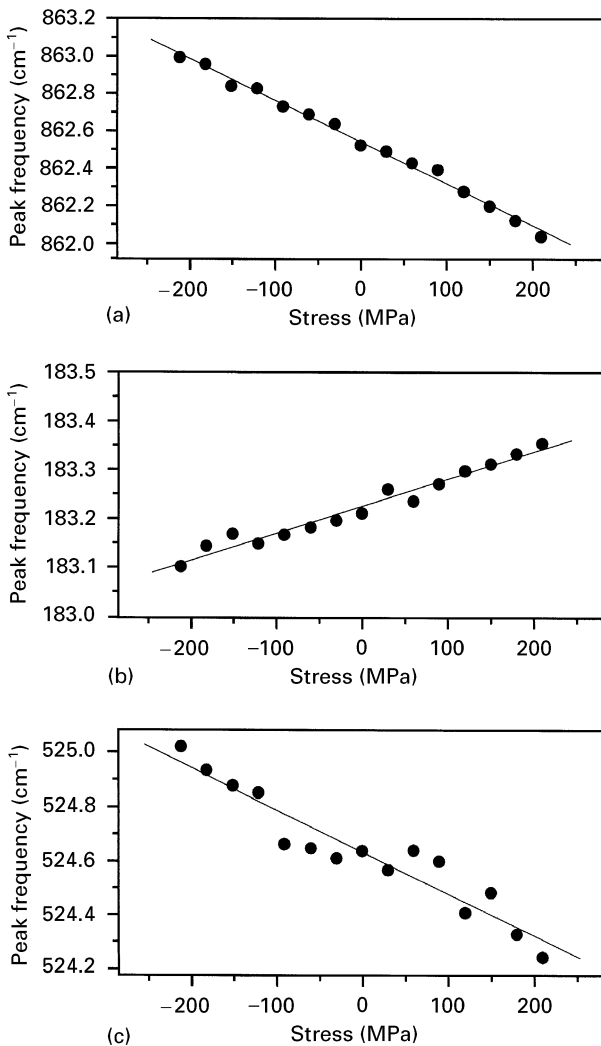 Peak frequency (cm⁻¹)
863.2
863.0
862.8
862.6
862.4
862.2
862.0
−200 −100 0 100 200
(a) Stress (MPa)
Peak frequency (cm⁻¹)
183.5
183.4
183.3
183.2
183.1
183.0
−200 −100 0 100 200
(b) Stress (MPa)
Peak frequency (cm⁻¹)
525.0
524.8
524.6
524.4
524.2
−200 −100 0 100 200
(c) Stress (MPa)